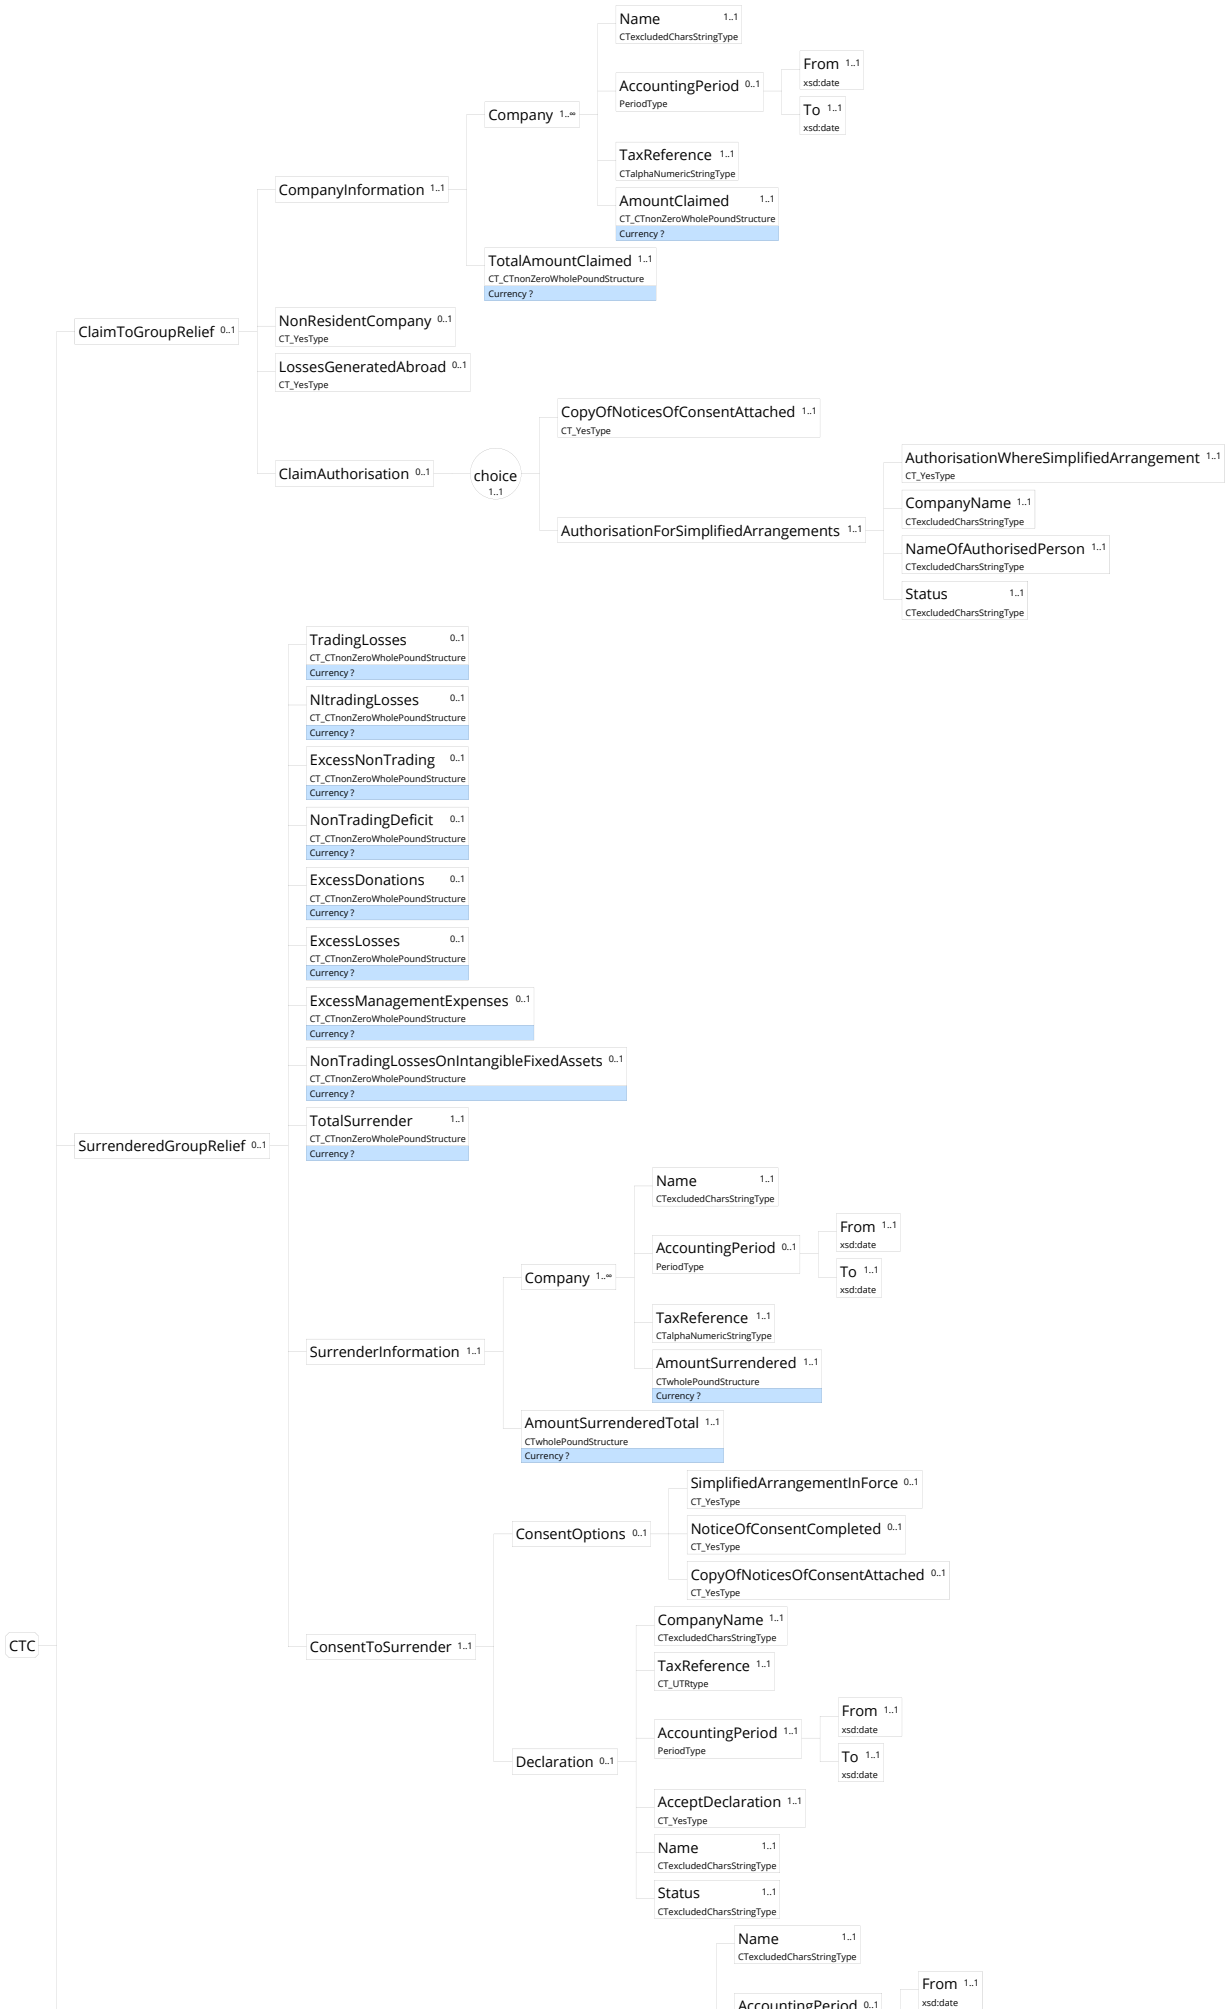 Name 1..1
CTexcludedCharsStringType
From 1..1
xsd:date
AccountingPeriod 0..1
PeriodType
To 1..1
xsd:date
Company 1..∞
TaxReference 1..1
CTalphaNumericStringType
CompanyInformation 1..1
AmountClaimed 1..1
CT_CTnonZeroWholePoundStructure
Currency ?
TotalAmountClaimed 1..1
CT_CTnonZeroWholePoundStructure
Currency ?
ClaimToGroupRelief 0..1
NonResidentCompany 0..1
CT_YesType
LossesGeneratedAbroad 0..1
CT_YesType
CopyOfNoticesOfConsentAttached 1..1
CT_YesType
ClaimAuthorisation 0..1
choice
1..1
AuthorisationWhereSimplifiedArrangement 1..1
CT_YesType
CompanyName 1..1
CTexcludedCharsStringType
AuthorisationForSimplifiedArrangements 1..1
NameOfAuthorisedPerson 1..1
CTexcludedCharsStringType
Status 1..1
CTexcludedCharsStringType
TradingLosses 0..1
CT_CTnonZeroWholePoundStructure
Currency ?
NItradingLosses 0..1
CT_CTnonZeroWholePoundStructure
Currency ?
ExcessNonTrading 0..1
CT_CTnonZeroWholePoundStructure
Currency ?
NonTradingDeficit 0..1
CT_CTnonZeroWholePoundStructure
Currency ?
ExcessDonations 0..1
CT_CTnonZeroWholePoundStructure
Currency ?
ExcessLosses 0..1
CT_CTnonZeroWholePoundStructure
Currency ?
ExcessManagementExpenses 0..1
CT_CTnonZeroWholePoundStructure
Currency ?
NonTradingLossesOnIntangibleFixedAssets 0..1
CT_CTnonZeroWholePoundStructure
Currency ?
SurrenderedGroupRelief 0..1
TotalSurrender 1..1
CT_CTnonZeroWholePoundStructure
Currency ?
Name 1..1
CTexcludedCharsStringType
From 1..1
xsd:date
AccountingPeriod 0..1
PeriodType
To 1..1
xsd:date
Company 1..∞
TaxReference 1..1
CTalphaNumericStringType
SurrenderInformation 1..1
AmountSurrendered 1..1
CTwholePoundStructure
Currency ?
AmountSurrenderedTotal 1..1
CTwholePoundStructure
Currency ?
SimplifiedArrangementInForce 0..1
CT_YesType
ConsentOptions 0..1
NoticeOfConsentCompleted 0..1
CT_YesType
CopyOfNoticesOfConsentAttached 0..1
CT_YesType
CTC
ConsentToSurrender 1..1
CompanyName 1..1
CTexcludedCharsStringType
TaxReference 1..1
CT_UTRtype
From 1..1
xsd:date
AccountingPeriod 1..1
PeriodType
To 1..1
xsd:date
Declaration 0..1
AcceptDeclaration 1..1
CT_YesType
Name 1..1
CTexcludedCharsStringType
Status 1..1
CTexcludedCharsStringType
Name 1..1
CTexcludedCharsStringType
From 1..1
xsd:date
AccountingPeriod 0..1